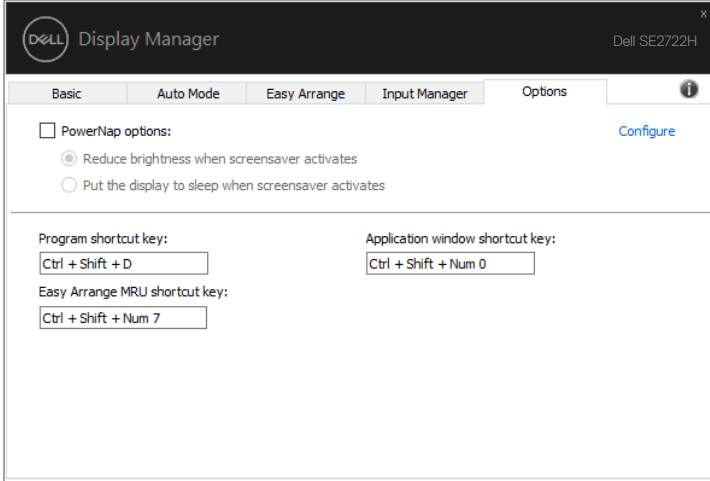 x
DELL Display Manager
Dell SE2722H
Basic Auto Mode Easy Arrange Input Manager Options i
PowerNap options: Configure
Reduce brightness when screensaver activates
Put the display to sleep when screensaver activates
Program shortcut key: Application window shortcut key:
Ctrl + Shift + D Ctrl + Shift + Num 0
Easy Arrange MRU shortcut key:
Ctrl + Shift + Num 7